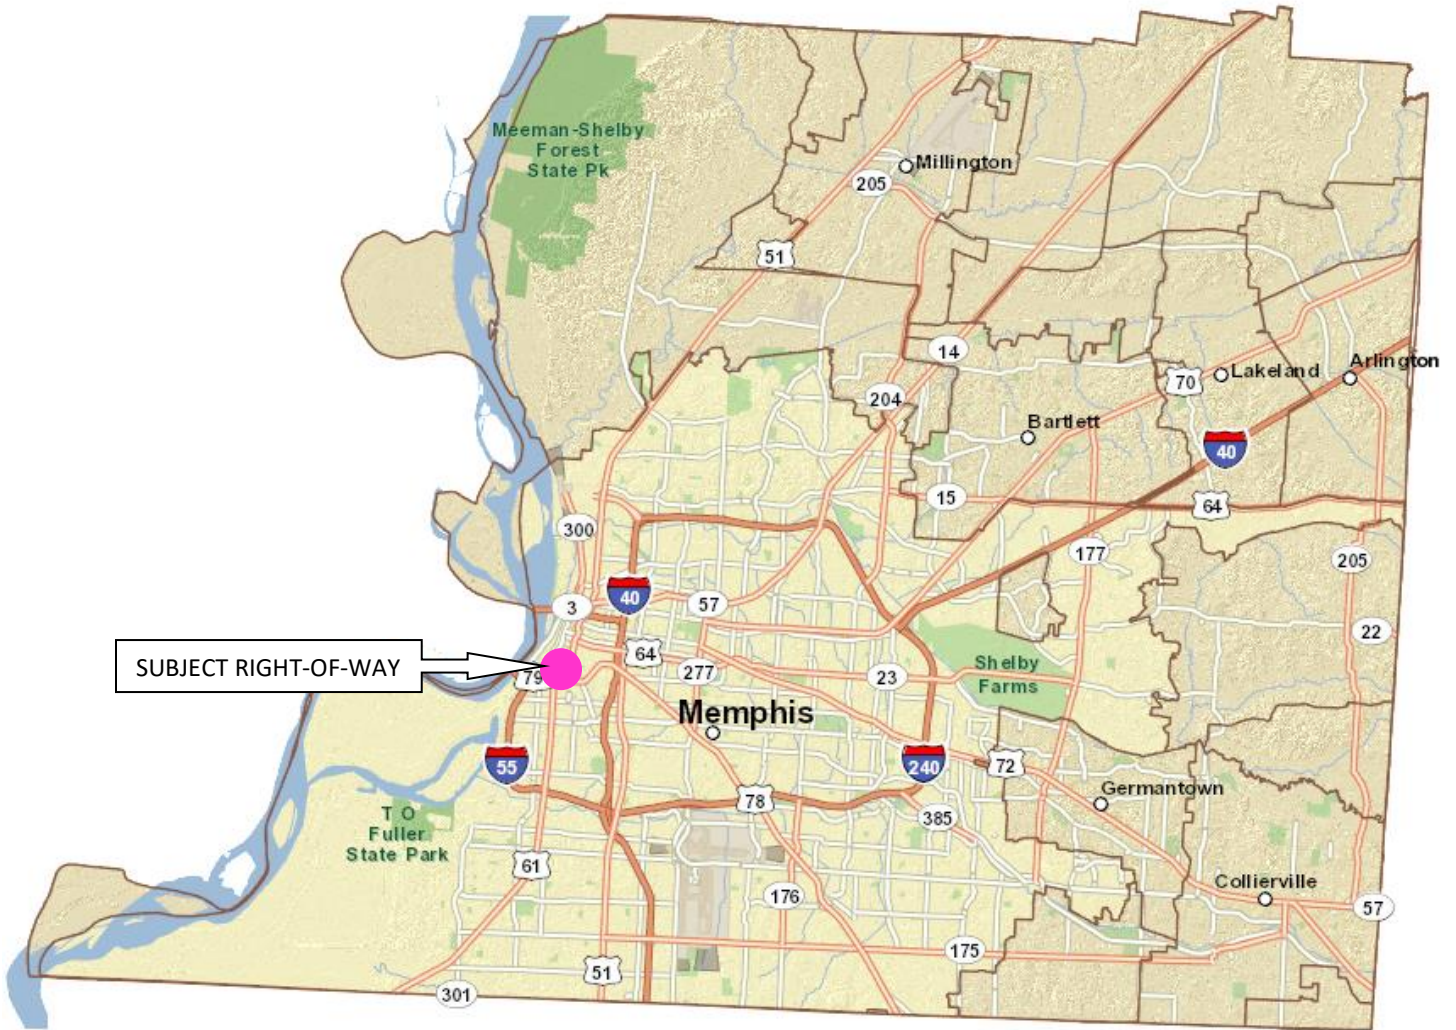 Meeman-Shelby
Forest
State Pk
Millington
205
51
14
Arlington
Lakeland
70
204
Bartlett
40
15
64
300
177
205
40
57
3
22
SUBJECT RIGHT-OF-WAY
64
Shelby
Farms
79
277
23
Memphis
55
240
72
78
Germantown
T O
Fuller
State Park
385
61
Collierville
176
57
175
51
301